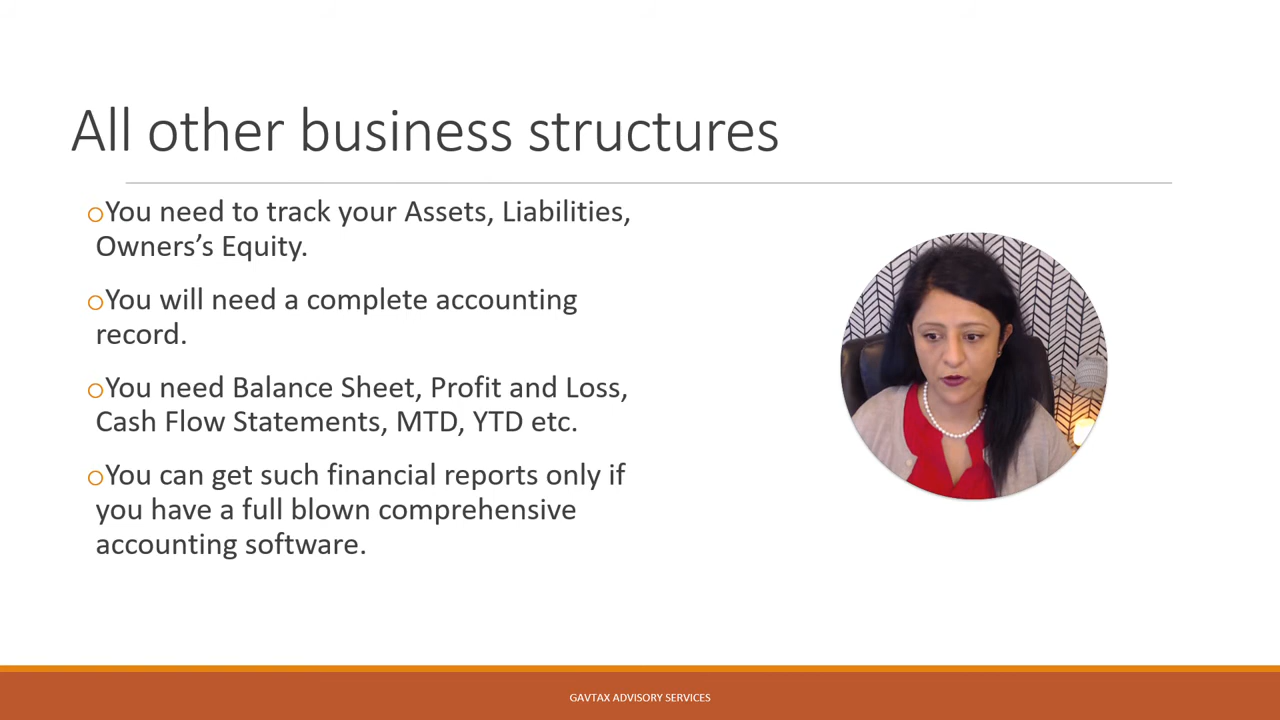 All other business structures
oYou need to track your Assets, Liabilities,
Owners’s Equity.
oYou will need a complete accounting
record.
oYou need Balance Sheet, Profit and Loss,
Cash Flow Statements, MTD, YTD etc.
oYou can get such financial reports only if
you have a full blown comprehensive
accounting software.
GAVTAX ADVISORY SERVICES